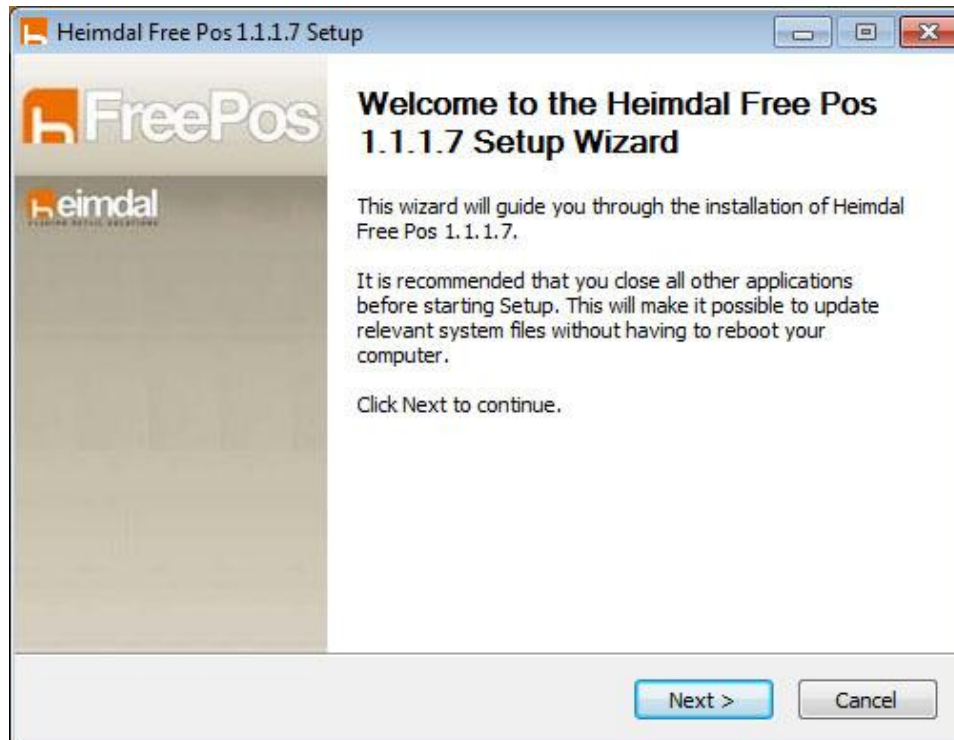 Heimdal Free Pos 1.1.1.7 Setup
FreePos
heimdal
Welcome to the Heimdal Free Pos
1.1.1.7 Setup Wizard
This wizard will guide you through the installation of Heimdal
Free Pos 1.1.1.7.
It is recommended that you close all other applications
before starting Setup. This will make it possible to update
relevant system files without having to reboot your
computer.
Click Next to continue.
Next >
Cancel